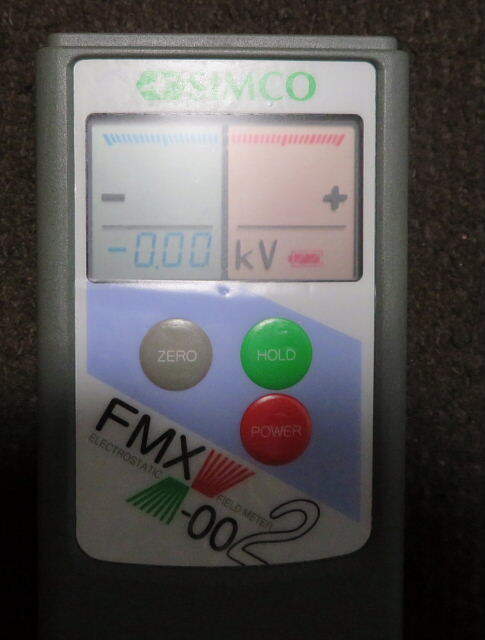 SIMCO
- +
-0.00 kV
ZERO HOLD
POWER
FMX
ELECTROSTATIC
FIELD METER
-002